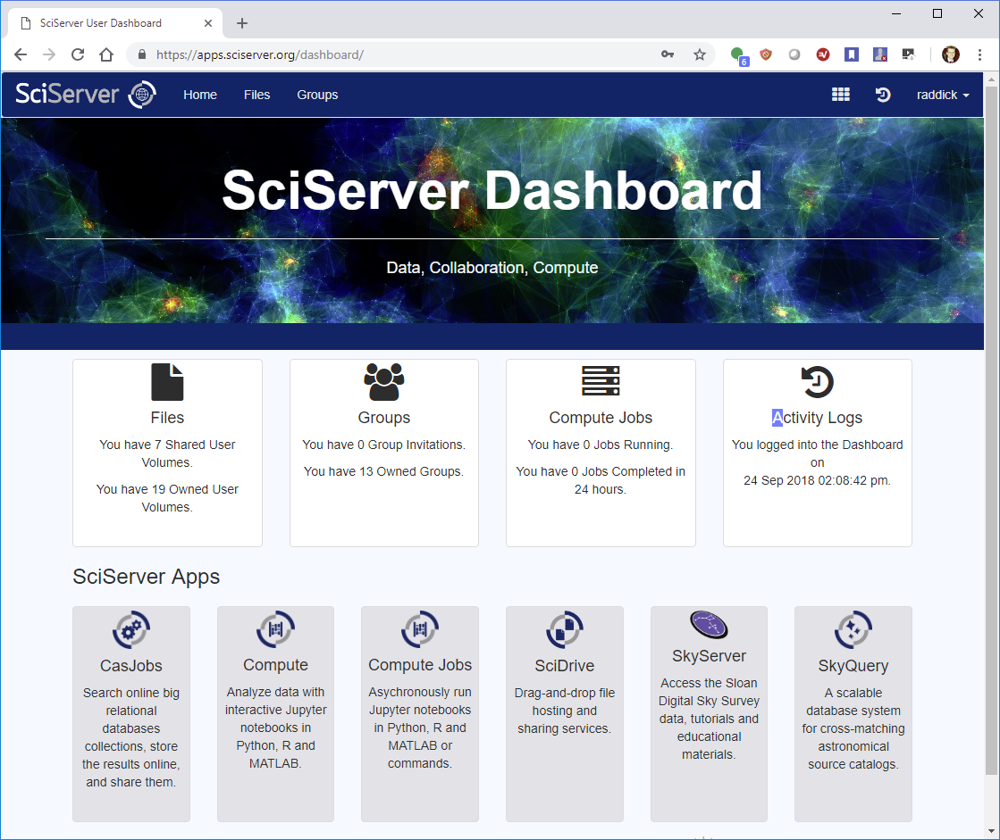 SciServer User Dashboard
https://apps.sciserver.org/dashboard/
6
SciServer
Home
Files
Groups
raddick
SciServer Dashboard
Data, Collaboration, Compute
Files
You have 7 Shared User
Volumes.
You have 19 Owned User
Volumes.
Groups
You have 0 Group Invitations.
You have 13 Owned Groups.
Compute Jobs
You have 0 Jobs Running.
You have 0 Jobs Completed in
24 hours.
Activity Logs
You logged into the Dashboard
on
24 Sep 2018 02:08:42 pm.
SciServer Apps
CasJobs
Search online big
relational
databases
collections, store
the results online,
and share them.
Compute
Analyze data with
interactive Jupyter
notebooks in
Python, R and
MATLAB.
Compute Jobs
Asychronously run
Jupyter notebooks
in Python, R and
MATLAB or
commands.
SciDrive
Drag-and-drop file
hosting and
sharing services.
SkyServer
Access the Sloan
Digital Sky Survey
data, tutorials and
educational
materials.
SkyQuery
A scalable
database system
for cross-matching
astronomical
source catalogs.